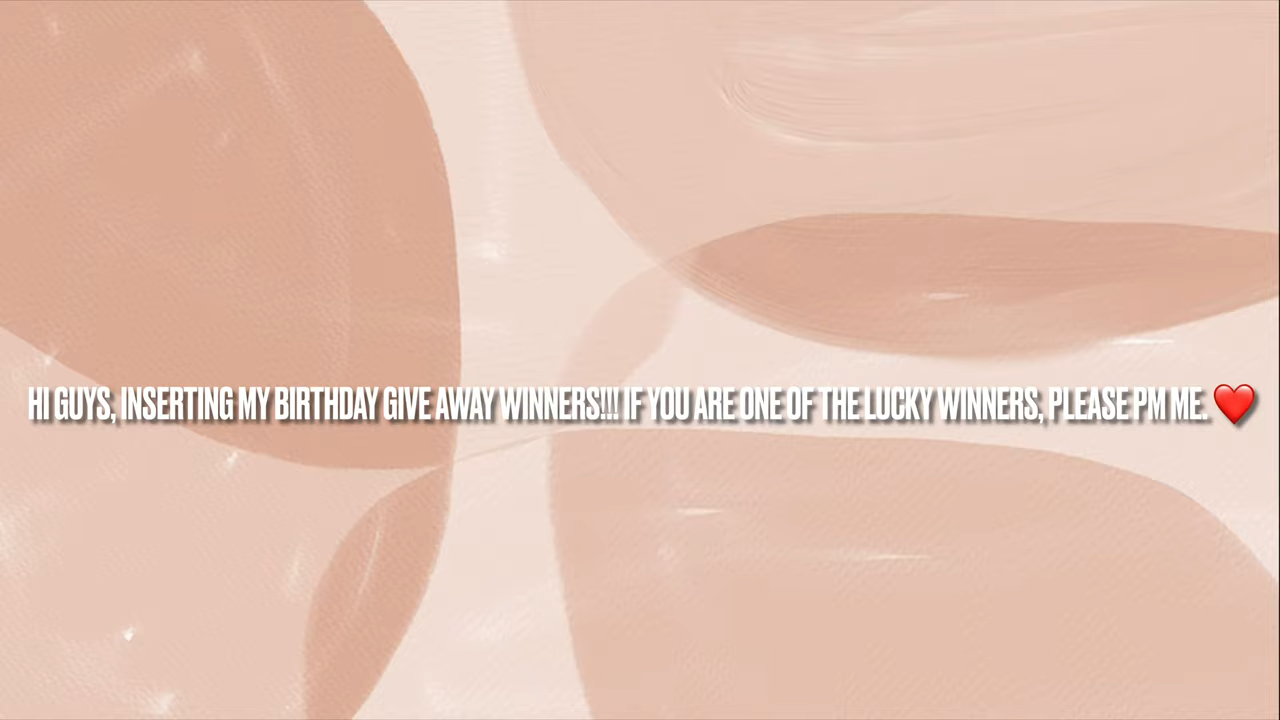 HI GUYS, INSERTING MY BIRTHDAY GIVE AWAY WINNERS!!! IF YOU ARE ONE OF THE LUCKY WINNERS, PLEASE PM ME. ❤️